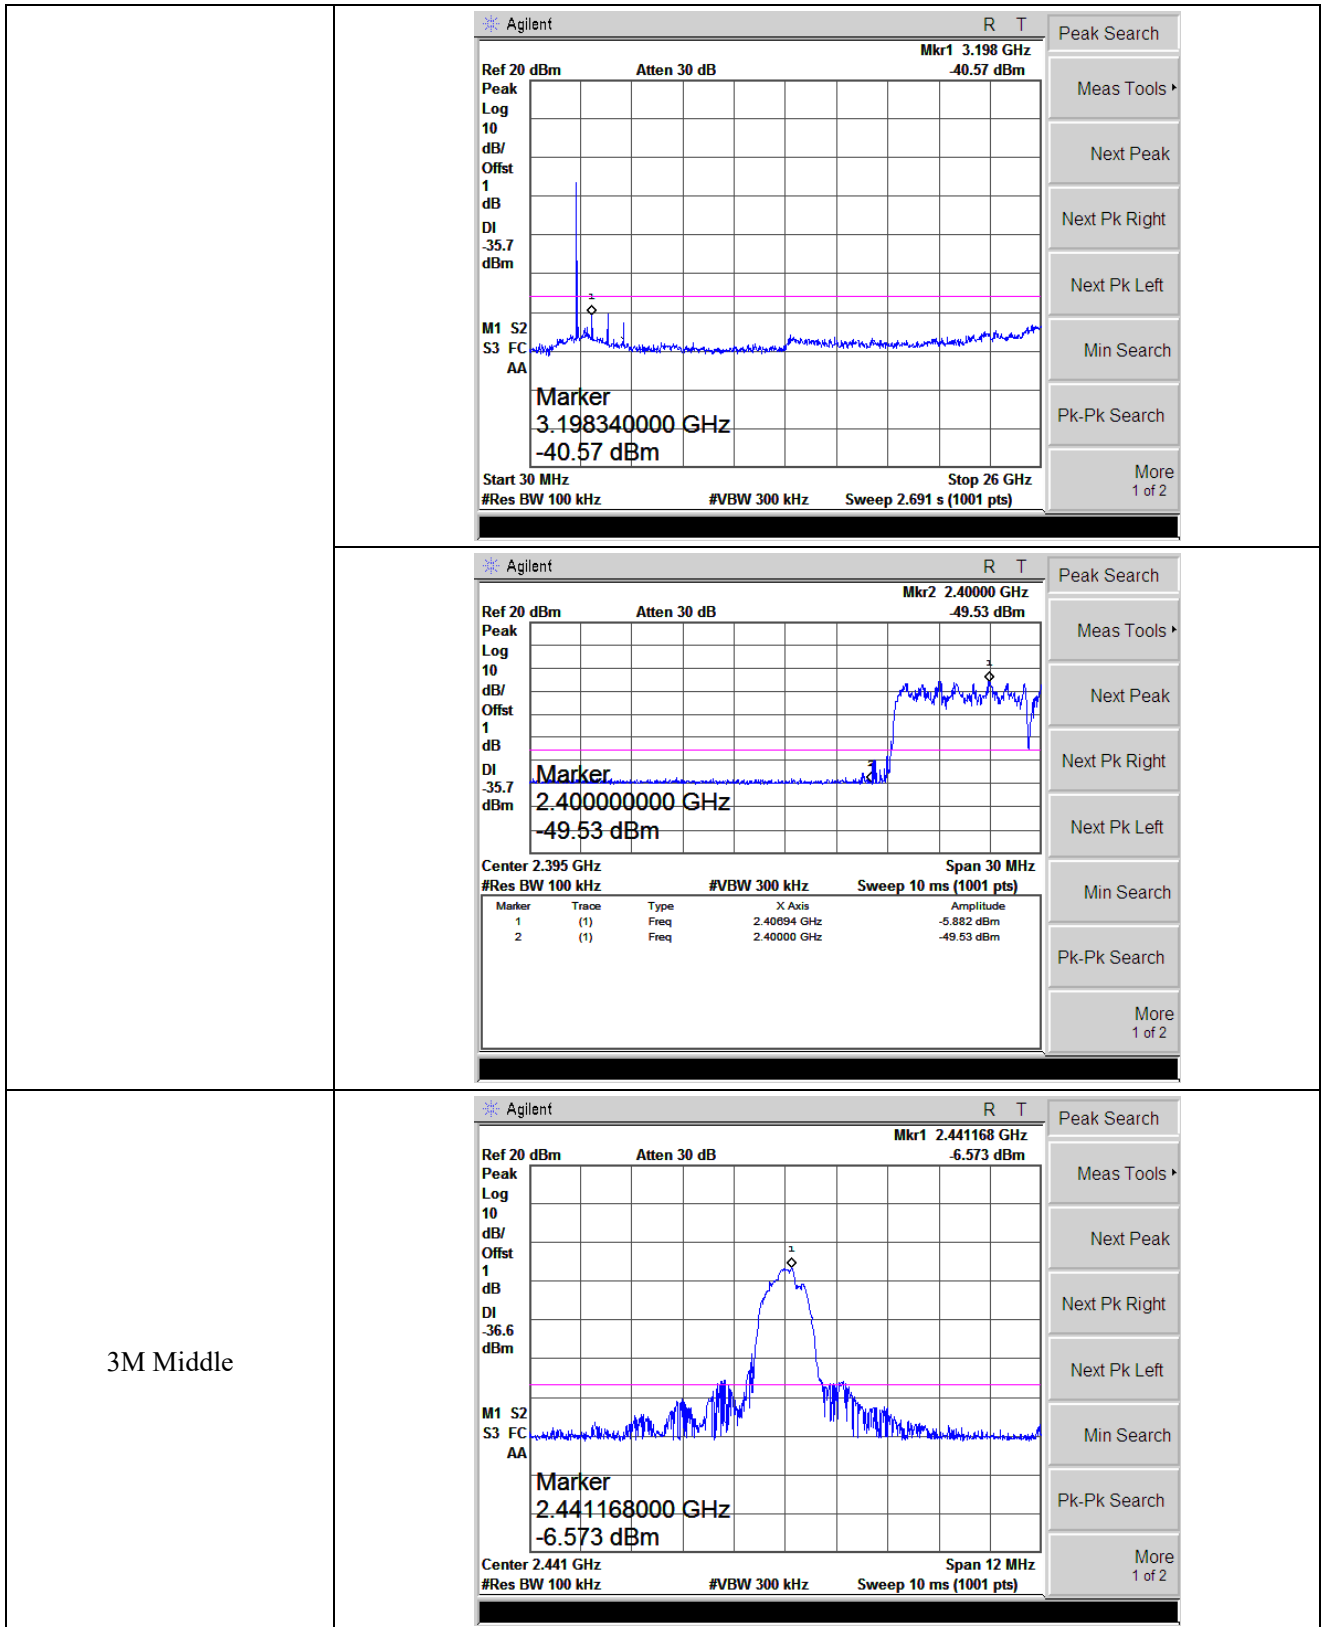 Agilent R T
Peak Search
Mkr1 3.198 GHz
Ref 20 dBm Atten 30 dB -40.57 dBm
Peak
Log
10
dB/
Offst
1
dB
DI
-35.7
dBm
M1 S2
S3 FC
AA
1
Marker
3.198340000 GHz
-40.57 dBm
Start 30 MHz Stop 26 GHz
#Res BW 100 kHz #VBW 300 kHz Sweep 2.691 s (1001 pts)
Meas Tools
Next Peak
Next Pk Right
Next Pk Left
Min Search
Pk-Pk Search
More
1 of 2
Agilent R T
Peak Search
Mkr2 2.40000 GHz
Ref 20 dBm Atten 30 dB -49.53 dBm
Peak
Log
10
dB/
Offst
1
dB
DI
-35.7
dBm
1
2
Marker
2.400000000 GHz
-49.53 dBm
Center 2.395 GHz Span 30 MHz
#Res BW 100 kHz #VBW 300 kHz Sweep 10 ms (1001 pts)
Marker Trace Type X Axis Amplitude
1 (1) Freq 2.40694 GHz -5.882 dBm
2 (1) Freq 2.40000 GHz -49.53 dBm
Meas Tools
Next Peak
Next Pk Right
Next Pk Left
Min Search
Pk-Pk Search
More
1 of 2
3M Middle
Agilent R T
Peak Search
Mkr1 2.441168 GHz
Ref 20 dBm Atten 30 dB -6.573 dBm
Peak
Log
10
dB/
Offst
1
dB
DI
-36.6
dBm
M1 S2
S3 FC
AA
1
Marker
2.441168000 GHz
-6.573 dBm
Center 2.441 GHz Span 12 MHz
#Res BW 100 kHz #VBW 300 kHz Sweep 10 ms (1001 pts)
Meas Tools
Next Peak
Next Pk Right
Next Pk Left
Min Search
Pk-Pk Search
More
1 of 2